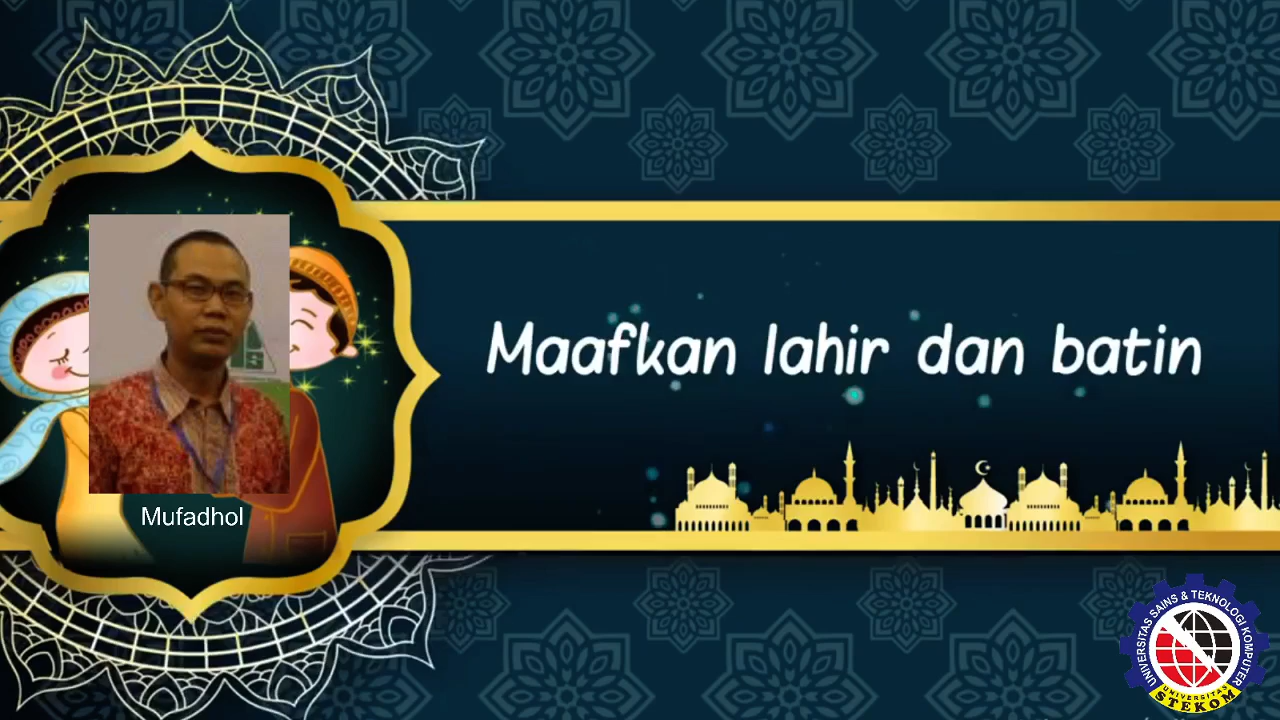 Maafkan lahir dan batin
Mufadhol
UNIVERSITAS SAINS & TEKNOLOGI KOMPUTER
UNIVERSITAS
STEKOM